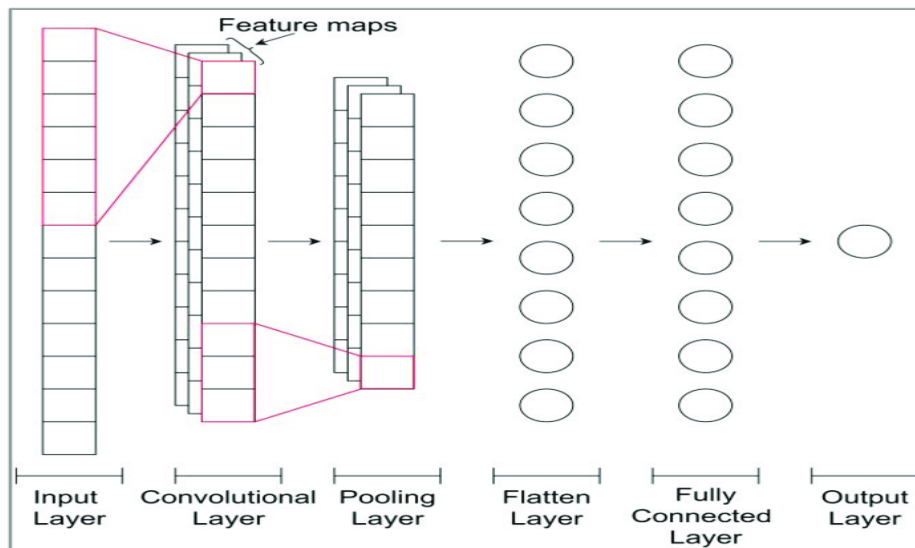 Feature maps
Input
Layer
Convolutional
Layer
Pooling
Layer
Flatten
Layer
Fully
Connected
Layer
Output
Layer